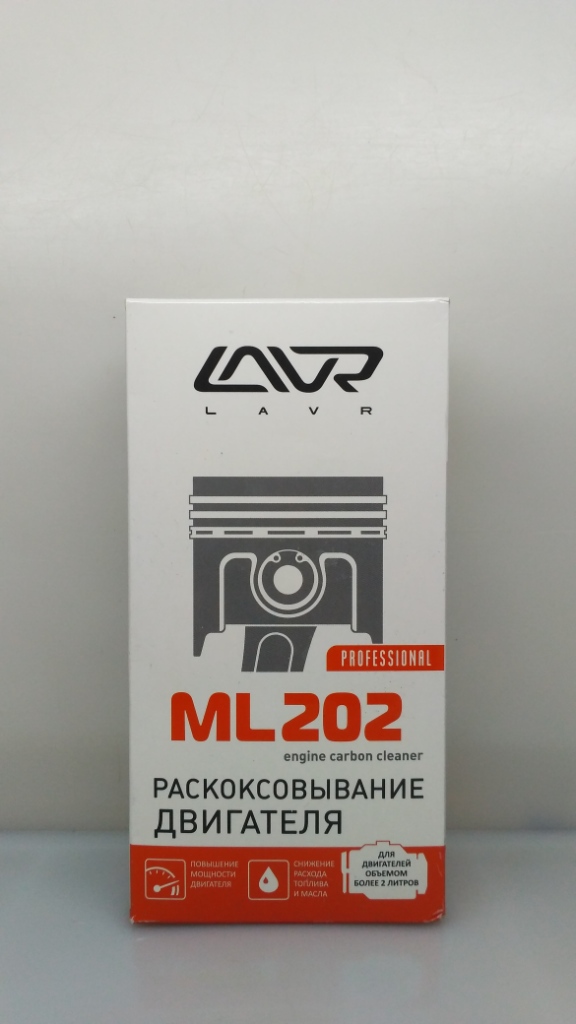 LAVR
LAVR
PROFESSIONAL
ML202
engine carbon cleaner
РАСКОКСОВЫВАНИЕ
ДВИГАТЕЛЯ
ПОВЫШЕНИЕ
МОЩНОСТИ
ДВИГАТЕЛЯ
СНИЖЕНИЕ
РАСХОДА
ТОПЛИВА
И МАСЛА
ДЛЯ
ДВИГАТЕЛЕЙ
ОБЪЕМОМ
БОЛЕЕ 2 ЛИТРОВ